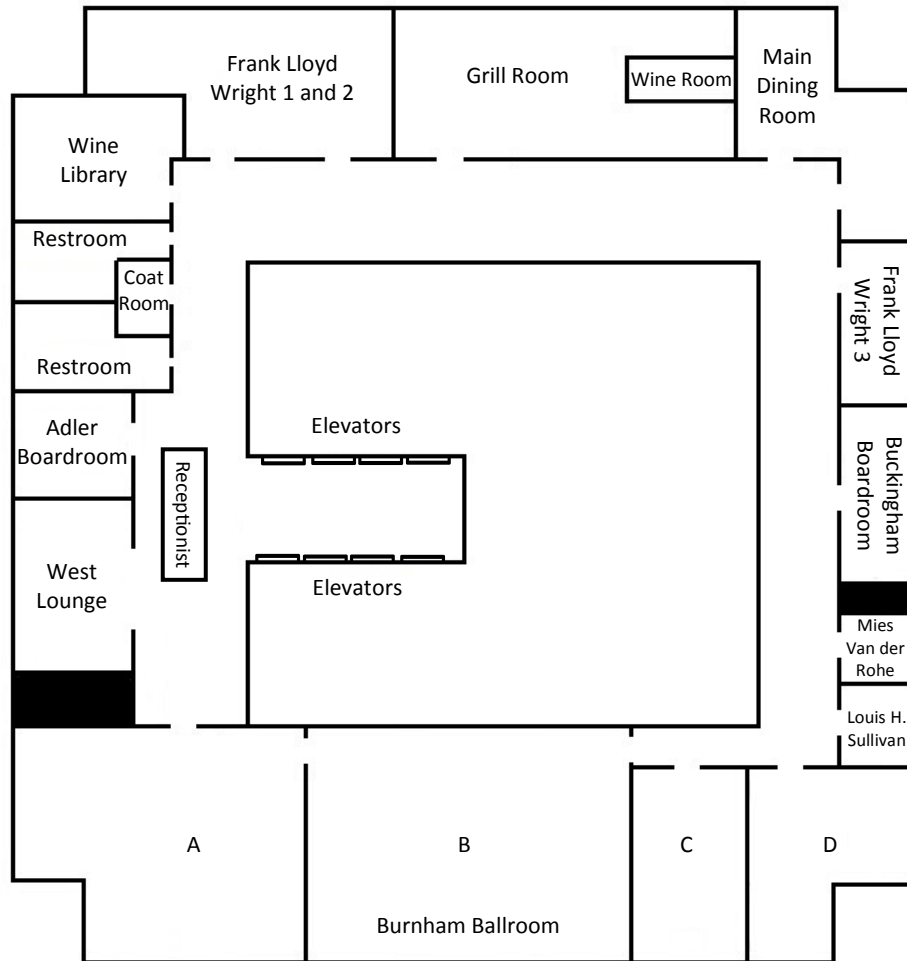 Frank Lloyd
Wright 1 and 2
Grill Room
Wine Room
Main
Dining
Room
Wine
Library
Restroom
Coat
Room
Restroom
Frank Lloyd
Wright 3
Adler
Boardroom
Elevators
Receptionist
Buckingham
Boardroom
West
Lounge
Elevators
Mies
Van der
Rohe
Louis H.
Sullivan
A
B
C
D
Burnham Ballroom